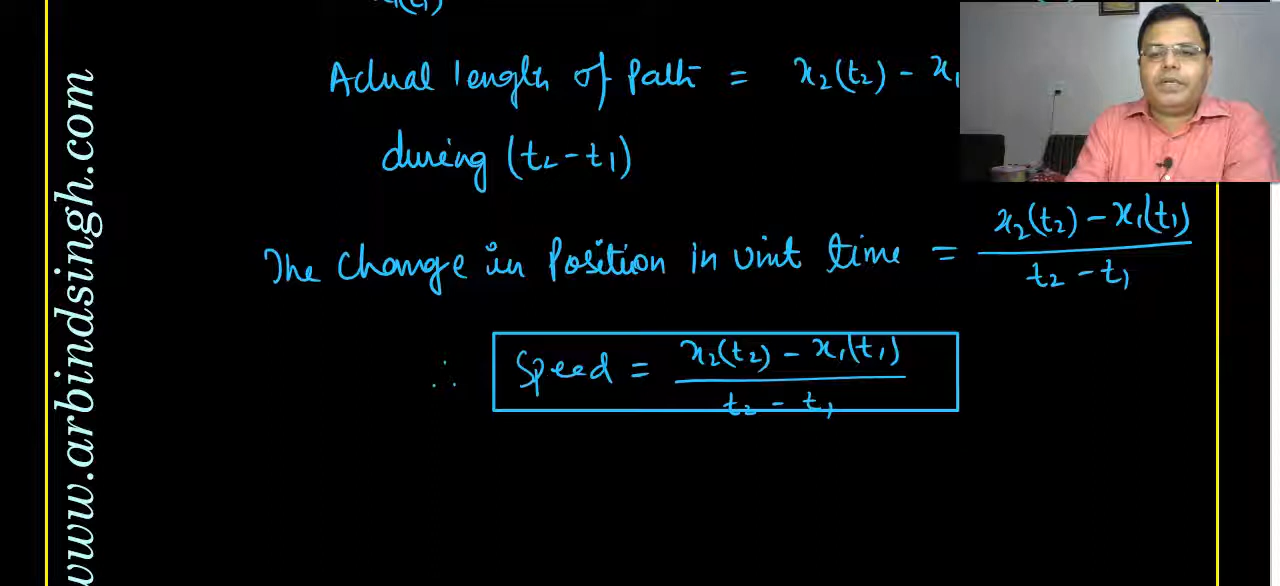 Actual length of Path = x₂(t₂) - x₁
during (t₂-t₁)
The change in Position in unit time = x₂(t₂) - x₁(t₁) / t₂ - t₁
∴ Speed = x₂(t₂) - x₁(t₁) / t₂ - t₁
www.arbindsingh.com